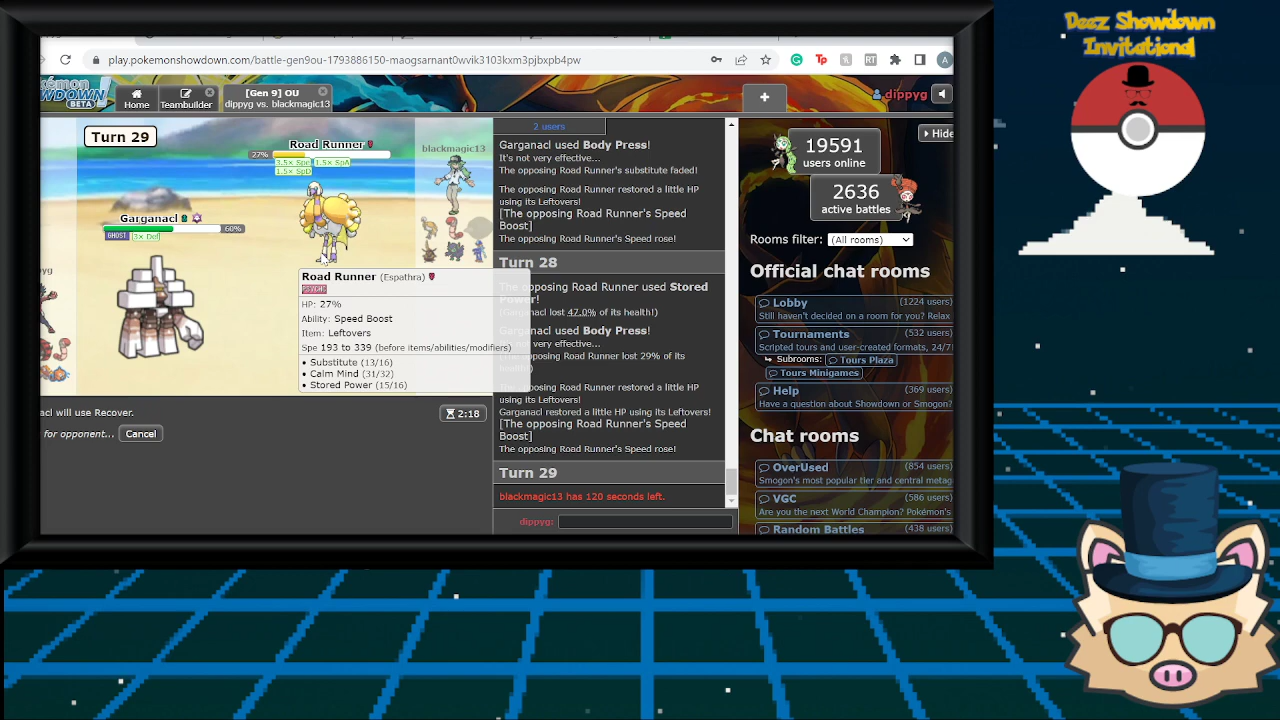 Deez Showdown
Invitational
play.pokemonshowdown.com/battle-gen9ou-1793886150-mogsmr
Tp
RT
A
SHOWDOWN!
BETA
Home
Teambuilder
[Gen 9] OU
dippyg vs. blackmagic13
+
dippyg
Turn 29
Road Runner
27%
3.5× Spe 1.5× SpA
1.5× SpD
blackmagic13
Garganacl
60%
GHOST 3× Def
yg
Road Runner (Espathra)
PSYCHIC
HP: 27%
Ability: Speed Boost
Item: Leftovers
Spe 193 to 339 (before items/abilities/modifiers)
• Substitute (13/16)
• Calm Mind (31/32)
• Stored Power (15/16)
acl will use Recover.
for opponent... Cancel
2:18
2 users
Garganacl used Body Press!
It's not very effective...
The opposing Road Runner's substitute faded!
The opposing Road Runner restored a little HP
using its Leftovers!
[The opposing Road Runner's Speed
Boost]
The opposing Road Runner's Speed rose!
Turn 28
opposing Road Runner used Stored
Power!
(Garganacl lost 47.0% of its health!)
Garganacl used Body Press!
very effective...
opposing Road Runner lost 29% of its
Road Runner restored a little HP
using its Leftovers!
Garganacl restored a little HP using its Leftovers!
[The opposing Road Runner's Speed
Boost]
The opposing Road Runner's Speed rose!
Turn 29
blackmagic13 has 120 seconds left.
dippyg:
19591
users online
2636
active battles
Hide
Rooms filter: (All rooms)
Official chat rooms
Lobby (1224 users)
Still haven't decided on a room for you? Relax
Tournaments (532 users)
Scripted tours and user-created formats, 24/7!
Subrooms: Tours Plaza
Tours Minigames
Help (369 users)
Have a question about Showdown or Smogon?
Chat rooms
OverUsed (854 users)
Smogon's most popular tier and central metag
VGC (586 users)
Are you the next World Champion? Pokémon's
Random Battles (438 users)